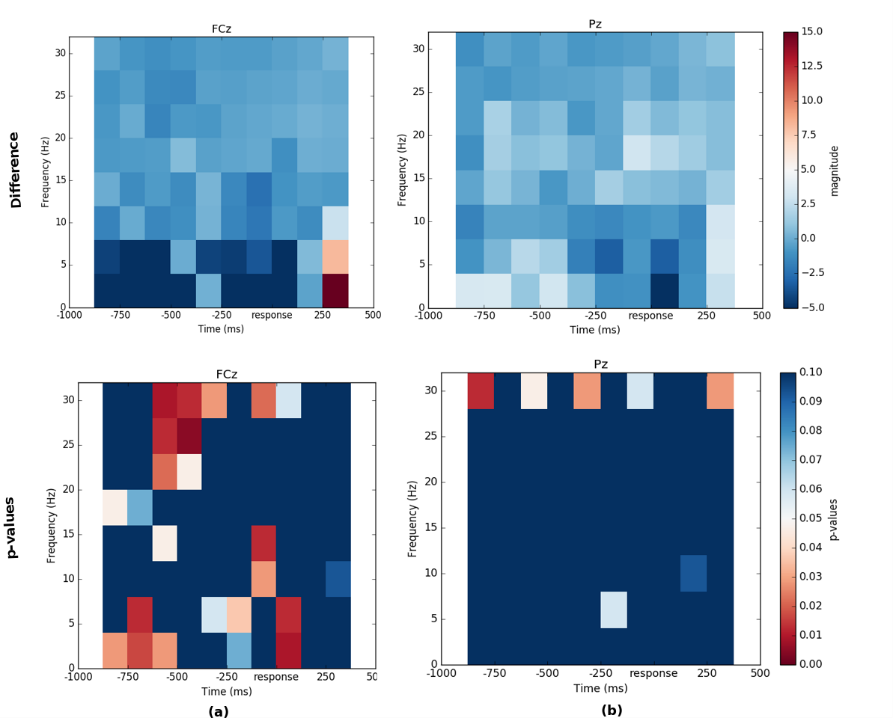 FCz
Pz
Difference
Frequency (Hz)
30
25
20
15
10
5
0
-1000 -750 -500 -250 response 250 500
Time (ms)
Frequency (Hz)
30
25
20
15
10
5
0
-1000 -750 -500 -250 response 250 500
Time (ms)
15.0
12.5
10.0
7.5
5.0
2.5
0.0
−2.5
−5.0
magnitude
FCz
Pz
p-values
Frequency (Hz)
30
25
20
15
10
5
0
-1000 -750 -500 -250 response 250 50
Time (ms)
Frequency (Hz)
30
25
20
15
10
5
0
-1000 -750 -500 -250 response 250 500
Time (ms)
0.10
0.09
0.08
0.07
0.06
0.05
0.04
0.03
0.02
0.01
0.00
p-values
(a)
(b)